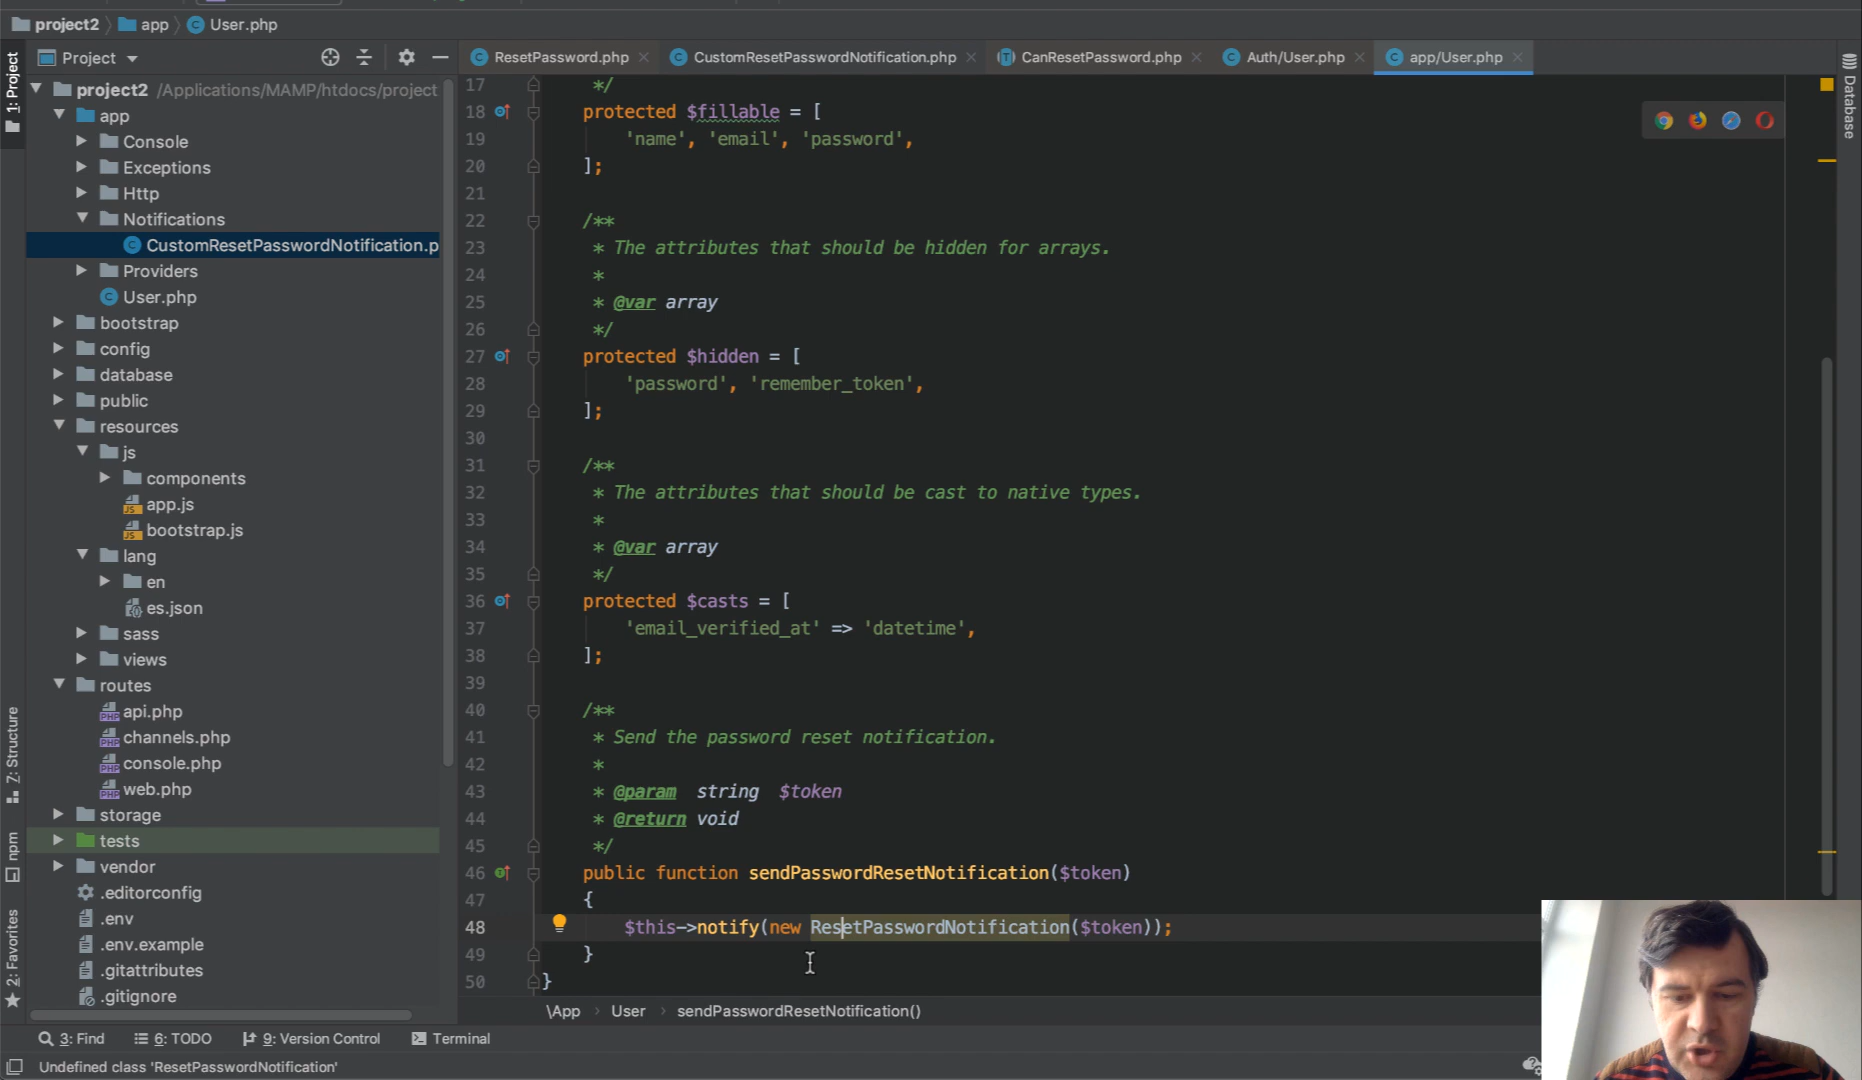 project2 app User.php
Project
ResetPassword.php CustomResetPasswordNotification.php CanResetPassword.php Auth/User.php app/User.php
1: Project
7: Structure
npm
2: Favorites
Database
project2 /Applications/MAMP/htdocs/project
app
Console
Exceptions
Http
Notifications
CustomResetPasswordNotification.p
Providers
User.php
bootstrap
config
database
public
resources
js
components
app.js
bootstrap.js
lang
en
es.json
sass
views
routes
api.php
channels.php
console.php
web.php
storage
tests
vendor
.editorconfig
.env
.env.example
.gitattributes
.gitignore
17 */
18 protected $fillable = [
19 'name', 'email', 'password',
20 ];
21
22 /**
23 * The attributes that should be hidden for arrays.
24 *
25 * @var array
26 */
27 protected $hidden = [
28 'password', 'remember_token',
29 ];
30
31 /**
32 * The attributes that should be cast to native types.
33 *
34 * @var array
35 */
36 protected $casts = [
37 'email_verified_at' => 'datetime',
38 ];
39
40 /**
41 * Send the password reset notification.
42 *
43 * @param string $token
44 * @return void
45 */
46 public function sendPasswordResetNotification($token)
47 {
48 $this->notify(new ResetPasswordNotification($token));
49 }
50 }
\App › User › sendPasswordResetNotification()
3: Find 6: TODO 9: Version Control Terminal
Undefined class 'ResetPasswordNotification'